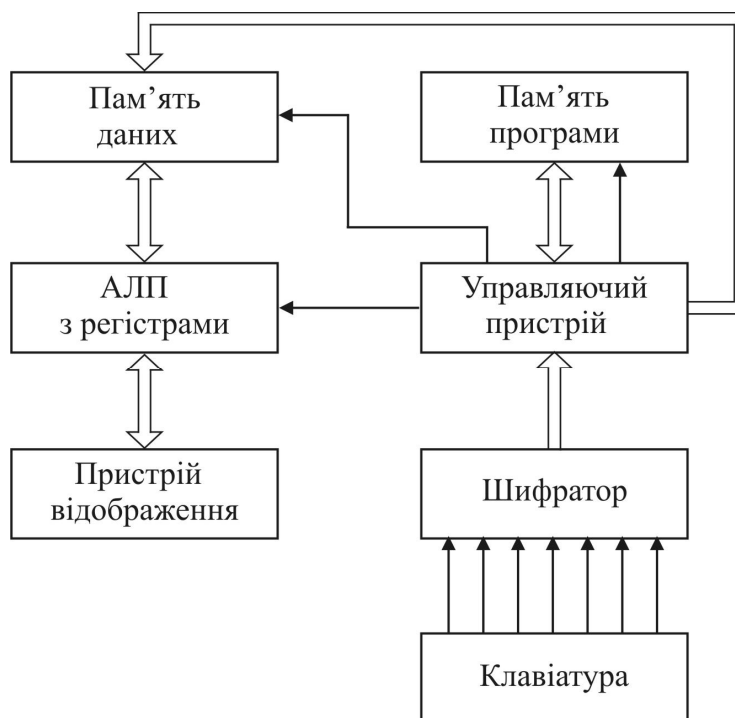 Пам’ять
даних
Пам’ять
програми
АЛП
з регістрами
Управляючий
пристрій
Пристрій
відображення
Шифратор
Клавіатура